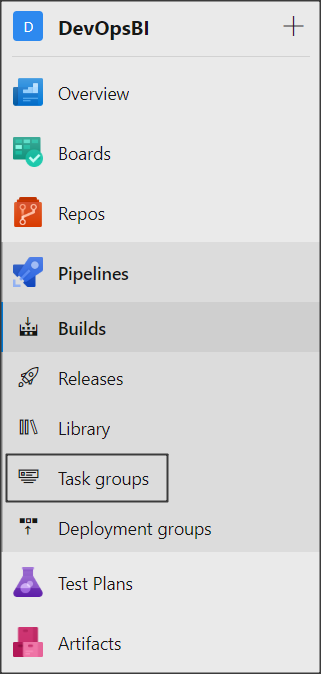 D DevOpsBI +
Overview
Boards
Repos
Pipelines
Builds
Releases
Library
Task groups
Deployment groups
Test Plans
Artifacts